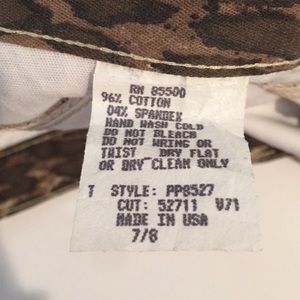 RN 85500
96% COTTON
04% SPANDEX
HAND WASH COLD
DO NOT BLEACH
DO NOT WRING OR
TWIST DRY FLAT
OR DRY CLEAN ONLY
T STYLE: PP8527
CUT: 52711 V71
MADE IN USA
7/8